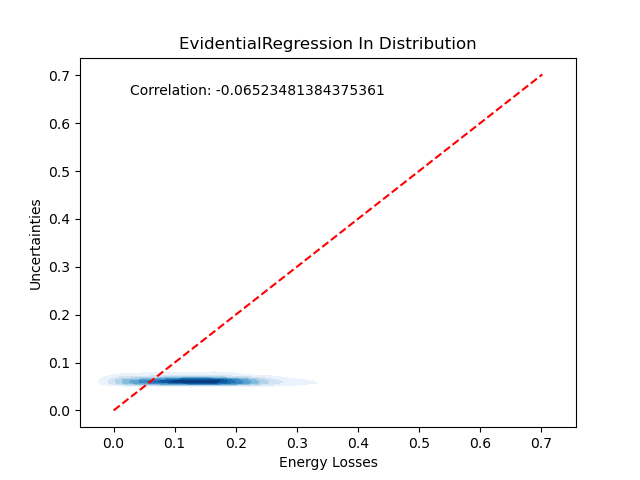 EvidentialRegression In Distribution
Correlation: -0.06523481384375361
0.7
0.6
0.5
0.4
0.3
0.2
0.1
0.0
Uncertainties
0.0 0.1 0.2 0.3 0.4 0.5 0.6 0.7
Energy Losses